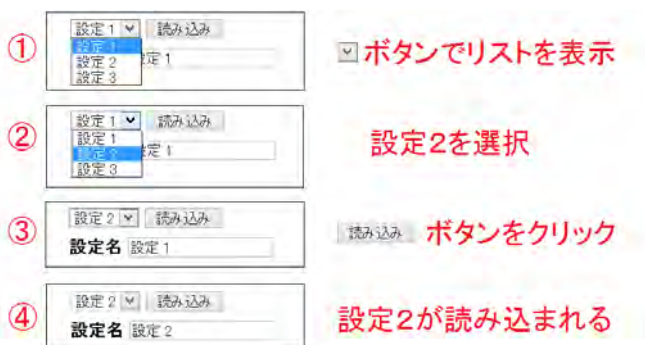 ①
設定 1 読み込み
設定 1
設定 2
設定 3
定 1
ボタンでリストを表示
②
設定 1 読み込み
設定 1
設定 2
設定 3
定 1
設定2を選択
③
設定 2 読み込み
設定名 設定 1
読み込み ボタンをクリック
④
設定 2 読み込み
設定名 設定 2
設定2が読み込まれる